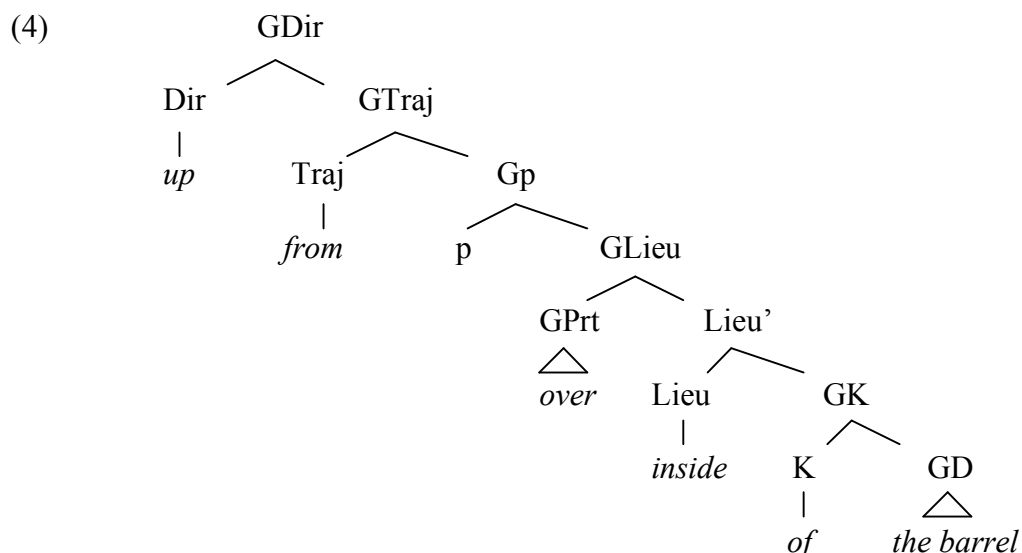 (4) GDir
Dir GTraj
up Traj Gp
from p GLieu
GPrt Lieu’
over Lieu GK
inside K GD
of the barrel